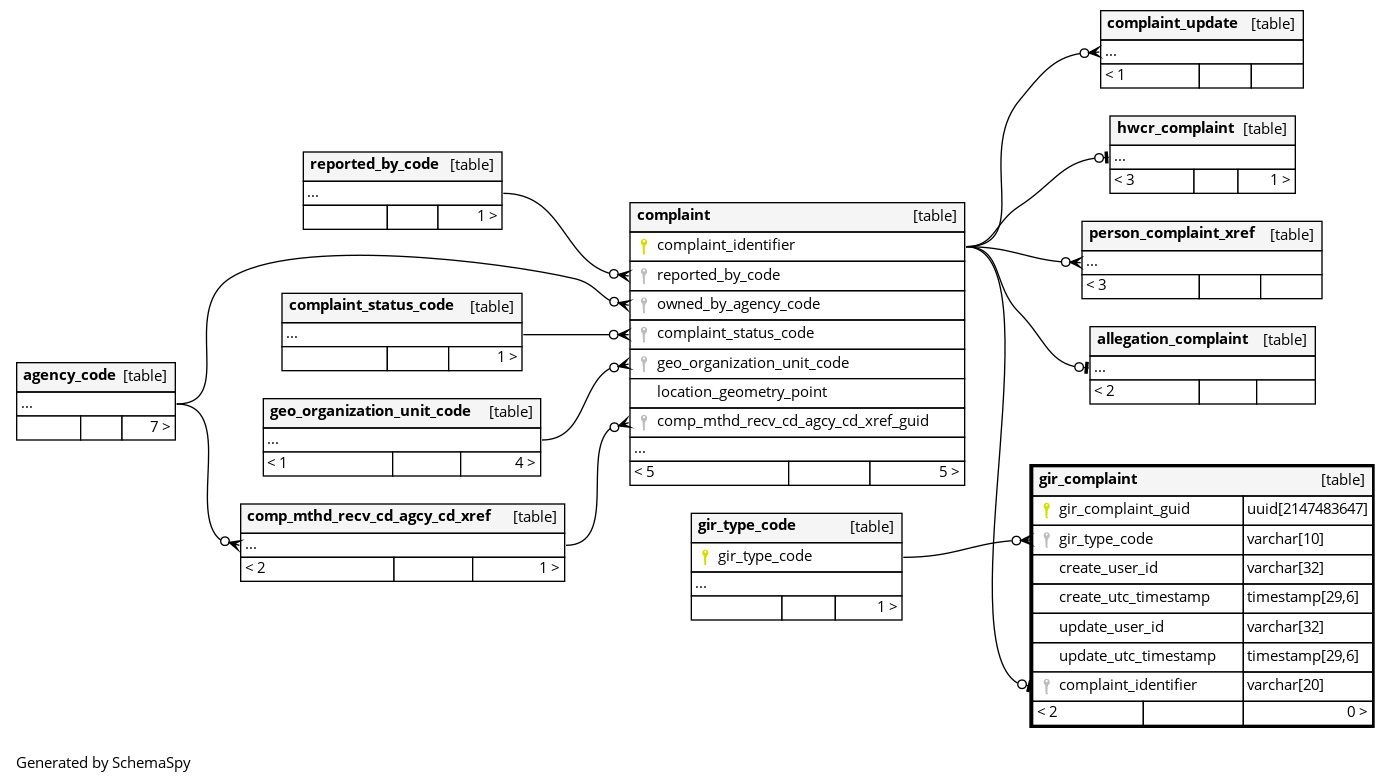 complaint_update [table]
...
< 1
hwcr_complaint [table]
...
< 3 1 >
reported_by_code [table]
...
1 >
complaint [table]
complaint_identifier
reported_by_code
owned_by_agency_code
complaint_status_code
geo_organization_unit_code
location_geometry_point
comp_mthd_recv_cd_agcy_cd_xref_guid
...
< 5 5 >
person_complaint_xref [table]
...
< 3
complaint_status_code [table]
...
1 >
allegation_complaint [table]
...
< 2
agency_code [table]
...
7 >
geo_organization_unit_code [table]
...
< 1 4 >
comp_mthd_recv_cd_agcy_cd_xref [table]
...
< 2 1 >
gir_type_code [table]
gir_type_code
...
1 >
gir_complaint [table]
gir_complaint_guid uuid[2147483647]
gir_type_code varchar[10]
create_user_id varchar[32]
create_utc_timestamp timestamp[29,6]
update_user_id varchar[32]
update_utc_timestamp timestamp[29,6]
complaint_identifier varchar[20]
< 2 0 >
Generated by SchemaSpy